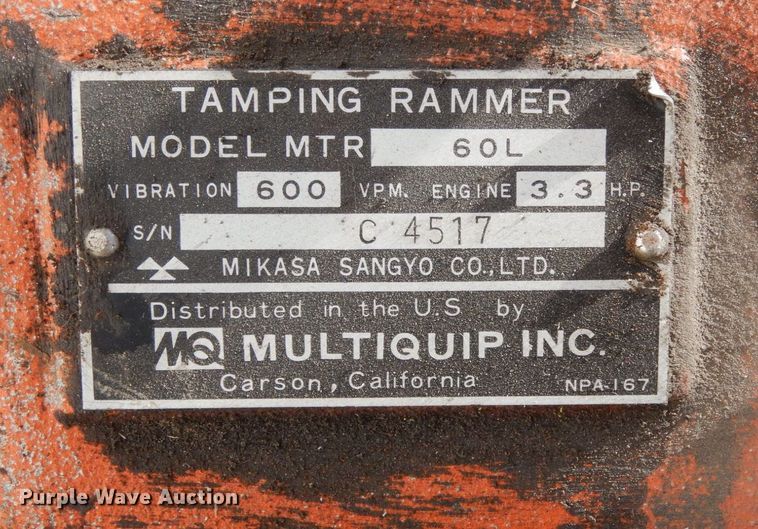 TAMPING RAMMER
MODEL MTR 60L
VIBRATION 600 VPM. ENGINE 3.3 H.P.
S/N C 4517
MIKASA SANGYO CO.,LTD.
Distributed in the U.S by
MQ MULTIQUIP INC.
Carson, California
NPA-167
Purple Wave Auction